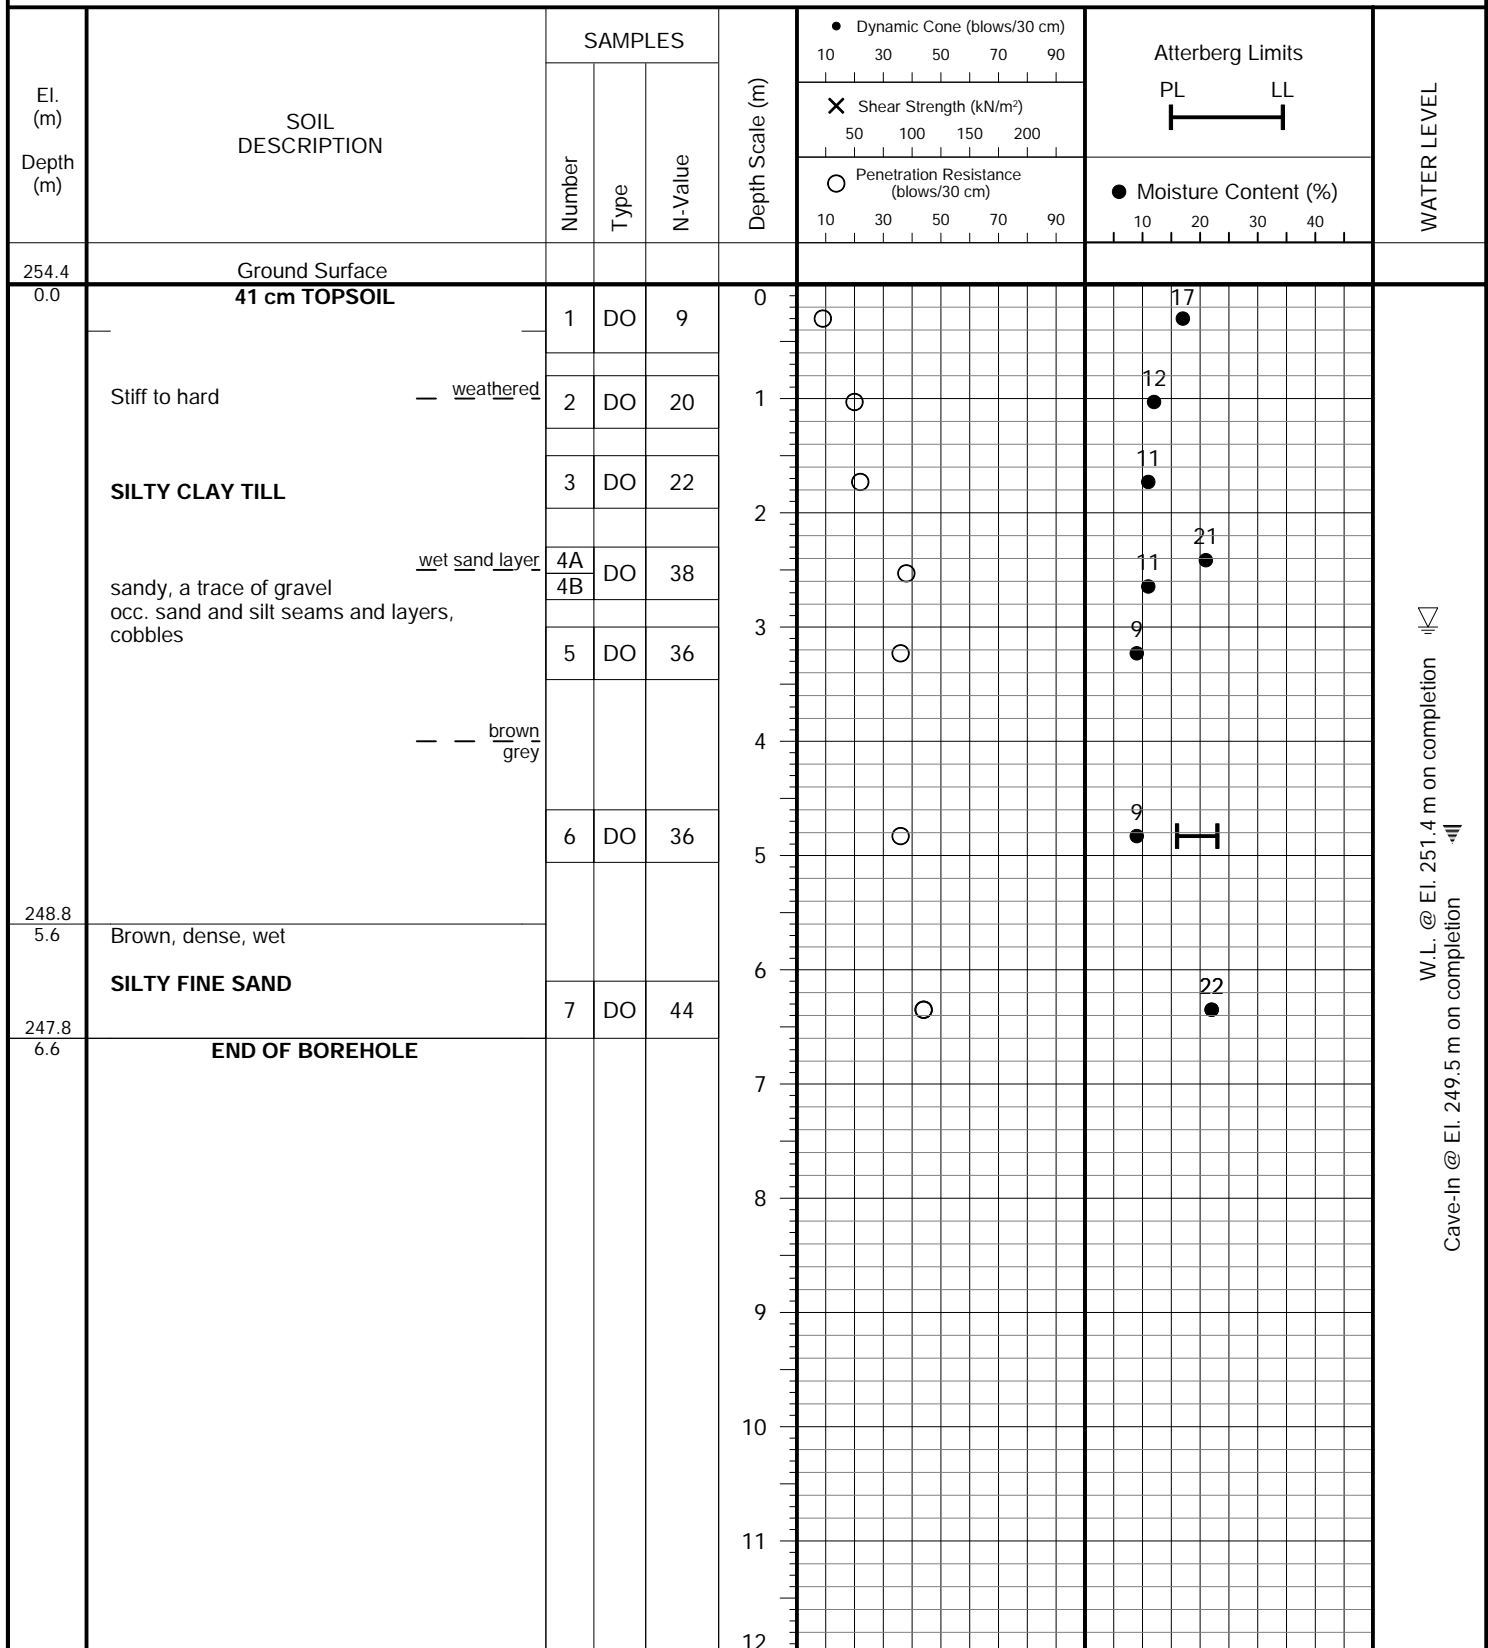 El.
(m)
Depth
(m)
SOIL
DESCRIPTION
SAMPLES
Number
Type
N-Value
Depth Scale (m)
Dynamic Cone (blows/30 cm)
10 30 50 70 90
Shear Strength (kN/m²)
50 100 150 200
Penetration Resistance
(blows/30 cm)
10 30 50 70 90
Atterberg Limits
PL LL
Moisture Content (%)
10 20 30 40
WATER LEVEL
254.4 Ground Surface
0.0 41 cm TOPSOIL 0
1 DO 9 17
Stiff to hard weathered
2 DO 20 1 12
SILTY CLAY TILL
3 DO 22 11
2
wet sand layer
4A
4B
DO 38 21
11
sandy, a trace of gravel
occ. sand and silt seams and layers,
cobbles
3
5 DO 36 9
brown
grey
4
6 DO 36 9
5
248.8
5.6 Brown, dense, wet
SILTY FINE SAND
6
7 DO 44 22
247.8
6.6 END OF BOREHOLE
7
8
9
10
11
12
W.L. @ El. 251.4 m on completion
Cave-In @ El. 249.5 m on completion